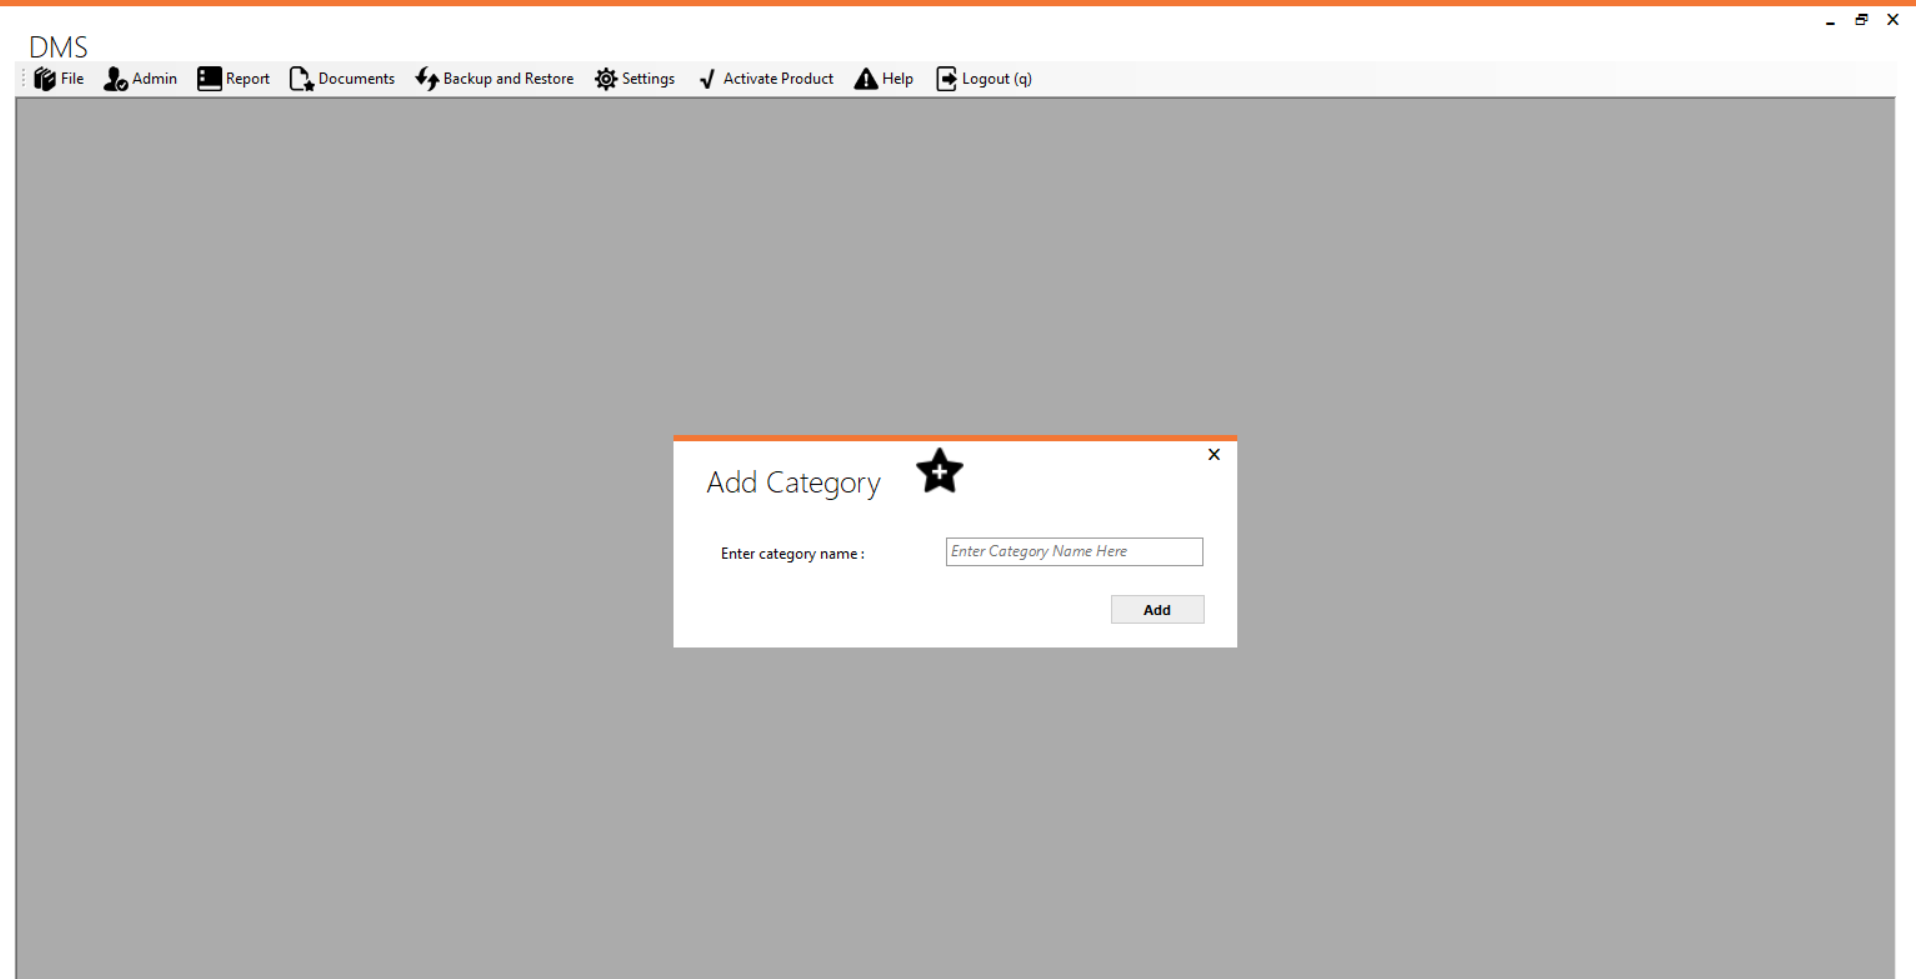 DMS
File Admin Report Documents Backup and Restore Settings Activate Product Help Logout (q)
Add Category
Enter category name :
Enter Category Name Here
Add